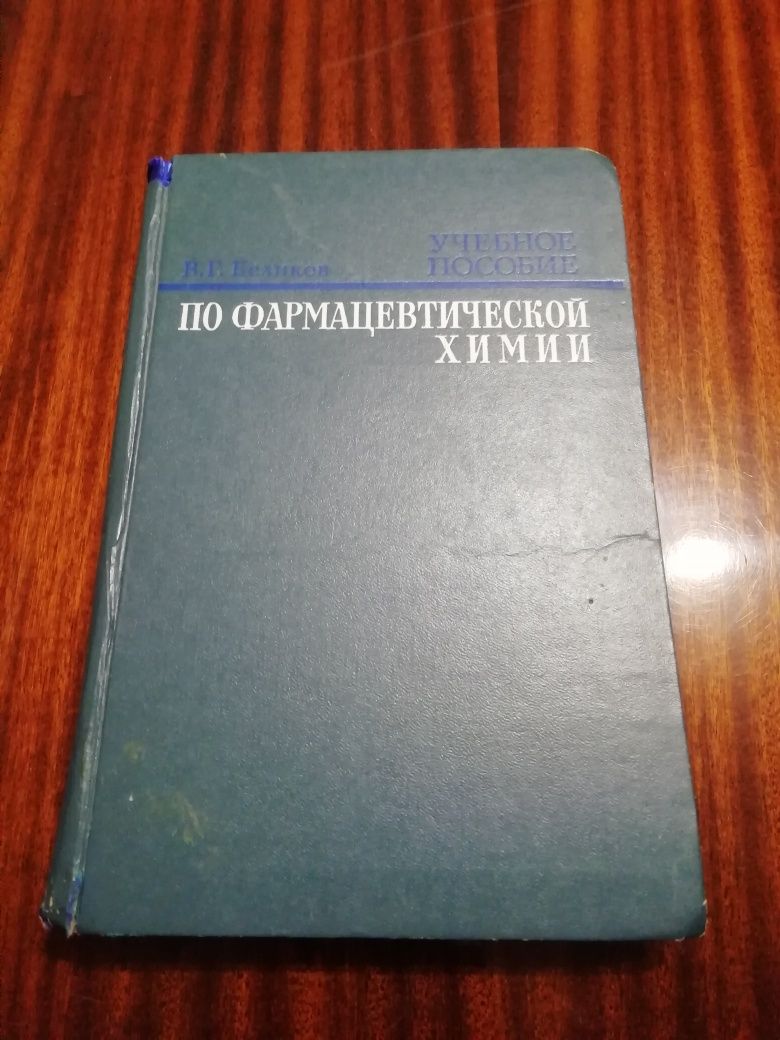 В.Г. Беликов
УЧЕБНОЕ
ПОСОБИЕ
ПО ФАРМАЦЕВТИЧЕСКОЙ
ХИМИИ